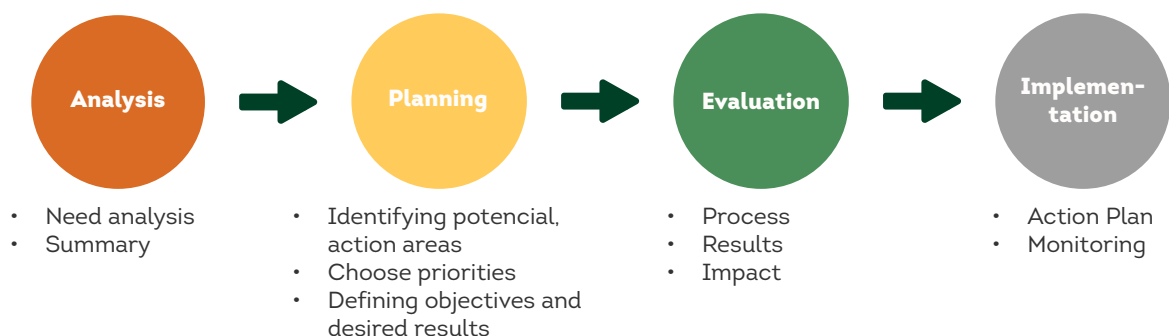 Analysis
Planning
Evaluation
Implemen-
tation
• Need analysis
• Summary
• Identifying potencial,
action areas
• Choose priorities
• Defining objectives and
desired results
• Process
• Results
• Impact
• Action Plan
• Monitoring